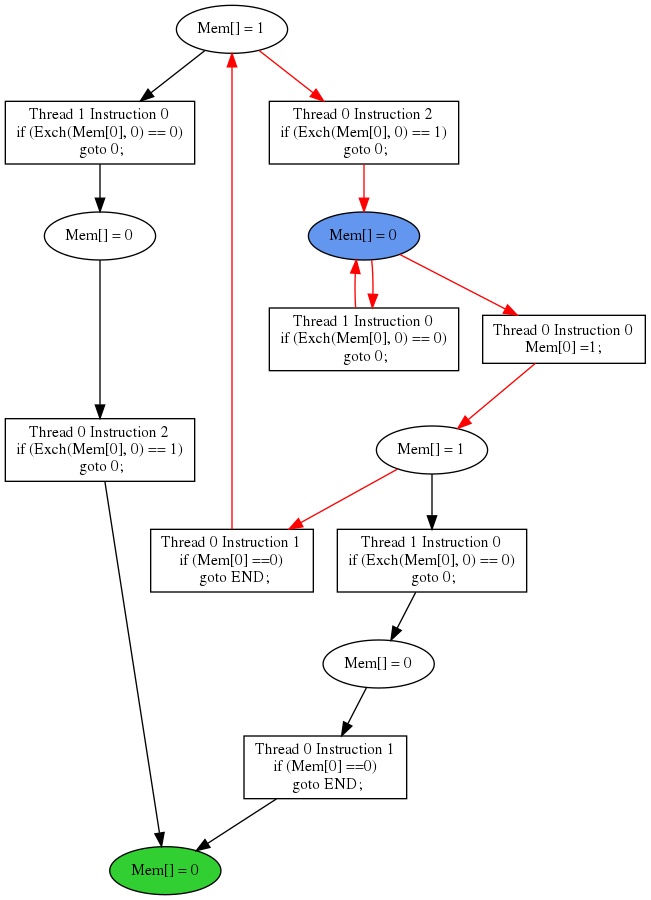 Mem[] = 1
Thread 1 Instruction 0
if (Exch(Mem[0], 0) == 0)
goto 0;
Thread 0 Instruction 2
if (Exch(Mem[0], 0) == 1)
goto 0;
Mem[] = 0
Mem[] = 0
Thread 1 Instruction 0
if (Exch(Mem[0], 0) == 0)
goto 0;
Thread 0 Instruction 0
Mem[0] =1;
Thread 0 Instruction 2
if (Exch(Mem[0], 0) == 1)
goto 0;
Mem[] = 1
Thread 0 Instruction 1
if (Mem[0] ==0)
goto END;
Thread 1 Instruction 0
if (Exch(Mem[0], 0) == 0)
goto 0;
Mem[] = 0
Thread 0 Instruction 1
if (Mem[0] ==0)
goto END;
Mem[] = 0